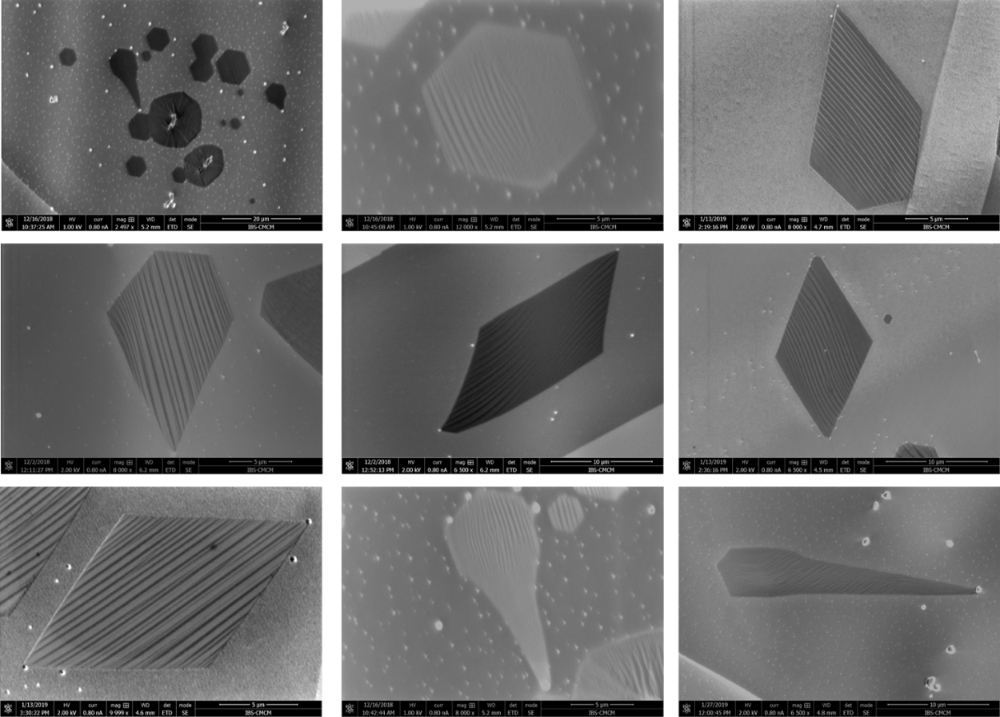 12/16/2018 HV curr mag WD det mode 20 µm
10:37:25 AM 1.00 kV 0.80 nA 2 497 x 5.2 mm ETD SE IBS-CMCM
12/16/2018 HV curr mag WD det mode 5 µm
10:45:08 AM 1.00 kV 0.80 nA 12 000 x 5.2 mm ETD SE IBS-CMCM
1/13/2019 HV curr mag WD det mode 5 µm
2:19:16 PM 2.00 kV 0.80 nA 8 000 x 4.7 mm ETD SE IBS-CMCM
12/2/2018 HV curr mag WD det mode 5 µm
12:11:27 PM 2.00 kV 0.80 nA 8 000 x 6.2 mm ETD SE IBS-CMCM
12/2/2018 HV curr mag WD det mode 10 µm
12:52:13 PM 2.00 kV 0.80 nA 6 500 x 6.2 mm ETD SE IBS-CMCM
1/13/2019 HV curr mag WD det mode 10 µm
2:36:16 PM 2.00 kV 0.80 nA 6 500 x 4.5 mm ETD SE IBS-CMCM
1/13/2019 HV curr mag WD det mode 5 µm
3:30:22 PM 2.00 kV 0.80 nA 9 999 x 4.6 mm ETD SE IBS-CMCM
12/16/2018 HV curr mag WD det mode 5 µm
10:42:44 AM 1.00 kV 0.80 nA 8 000 x 5.2 mm ETD SE IBS-CMCM
1/27/2019 HV curr mag WD det mode 10 µm
12:00:45 PM 2.00 kV 0.80 nA 6 500 x 4.8 mm ETD SE IBS-CMCM